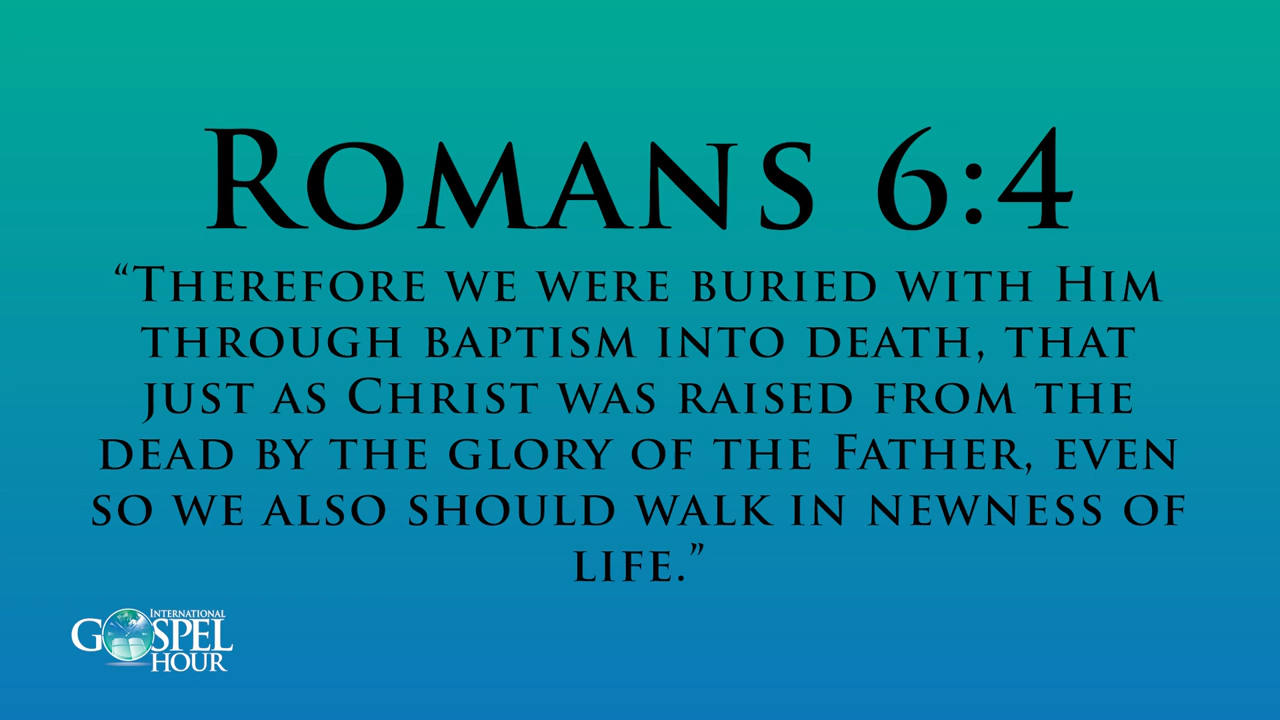 Romans 6:4
“Therefore we were buried with Him
through baptism into death, that
just as Christ was raised from the
dead by the glory of the Father, even
so we also should walk in newness of
life.”
International
Gospel
Hour